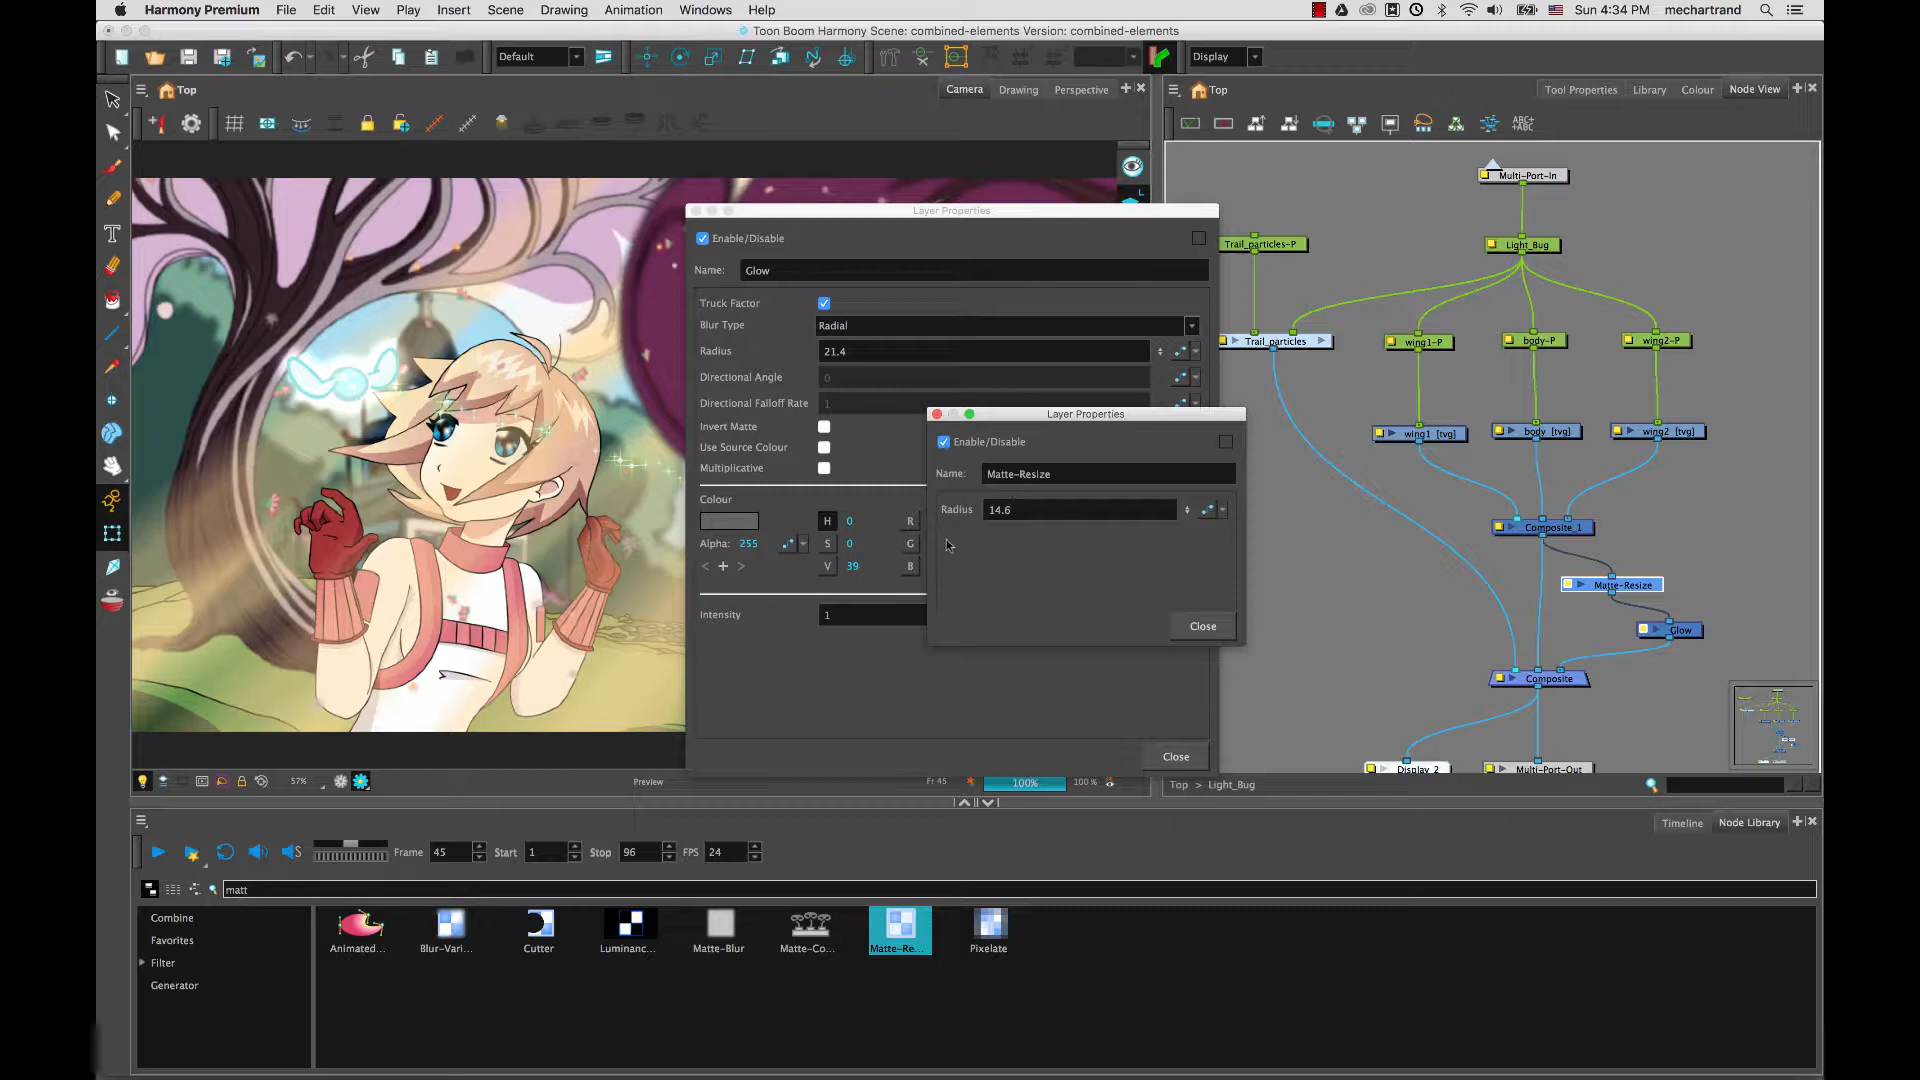 Harmony Premium File Edit View Play Insert Scene Drawing Animation Windows Help Sun 4:34 PM mechartrand
Toon Boom Harmony Scene: combined-elements Version: combined-elements
Default
Display
Top
Camera Drawing Perspective
Top
Tool Properties Library Colour Node View
ABC+
+ABC
L
Layer Properties
Enable/Disable
Name: Glow
Truck Factor
Blur Type Radial
Radius 21.4
Directional Angle 0
Directional Falloff Rate 1
Invert Matte
Use Source Colour
Multiplicative
Colour
H 0 R
Alpha: 255 S 0 G
V 39 B
Intensity 1
Close
Layer Properties
Enable/Disable
Name: Matte-Resize
Radius 14.6
Close
Multi-Port-In
Trail_particles-P Light_Bug
Trail_particles wing1-P body-P wing2-P
wing1 [tvg] body [tvg] wing2 [tvg]
Composite_1
Matte-Resize
Glow
Composite
Display_2 Multi-Port-Out
57% Preview Fr 45 100% 100 %
Top > Light_Bug
Timeline Node Library
Frame 45 Start 1 Stop 96 FPS 24
matt
Combine
Favorites
Filter
Generator
Animated... Blur-Vari... Cutter Luminanc... Matte-Blur Matte-Co... Matte-Re... Pixelate